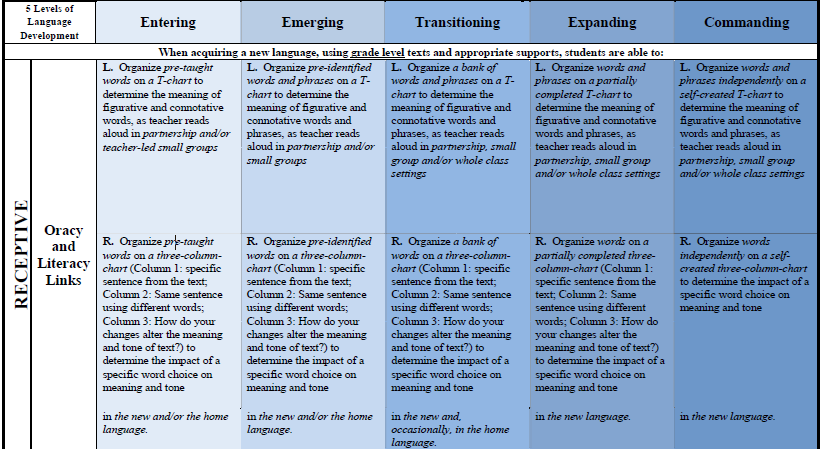 5 Levels of
Language
Development
Entering
Emerging
Transitioning
Expanding
Commanding
When acquiring a new language, using grade level texts and appropriate supports, students are able to:
RECEPTIVE
Oracy
and
Literacy
Links
L. Organize pre-taught
words on a T-chart to
determine the meaning of
figurative and connotative
words, as teacher reads
aloud in partnership and/or
teacher-led small groups
L. Organize pre-identified
words and phrases on a T-
chart to determine the
meaning of figurative and
connotative words and
phrases, as teacher reads
aloud in partnership and/or
small groups
L. Organize a bank of
words and phrases on a T-
chart to determine the
meaning of figurative and
connotative words and
phrases, as teacher reads
aloud in partnership, small
group and/or whole class
settings
L. Organize words and
phrases on a partially
completed T-chart to
determine the meaning of
figurative and connotative
words and phrases, as
teacher reads aloud in
partnership, small group
and/or whole class settings
L. Organize words and
phrases independently on a
self-created T-chart to
determine the meaning of
figurative and connotative
words and phrases, as
teacher reads aloud in
partnership, small group
and/or whole class settings
R. Organize pre-taught
words on a three-column-
chart (Column 1: specific
sentence from the text;
Column 2: Same sentence
using different words;
Column 3: How do your
changes alter the meaning
and tone of text?) to
determine the impact of a
specific word choice on
meaning and tone
R. Organize pre-identified
words on a three-column-
chart (Column 1: specific
sentence from the text;
Column 2: Same sentence
using different words;
Column 3: How do your
changes alter the meaning
and tone of text?) to
determine the impact of a
specific word choice on
meaning and tone
R. Organize a bank of
words on a three-column-
chart (Column 1: specific
sentence from the text;
Column 2: Same sentence
using different words;
Column 3: How do your
changes alter the meaning
and tone of text?) to
determine the impact of a
specific word choice on
meaning and tone
R. Organize words on a
partially completed three-
column-chart (Column 1:
specific sentence from the
text; Column 2: Same
sentence using different
words; Column 3: How do
your changes alter the
meaning and tone of text?)
to determine the impact of a
specific word choice on
meaning and tone
R. Organize words
independently on a self-
created three-column-chart
to determine the impact of a
specific word choice on
meaning and tone
in the new and/or the home
language.
in the new and/or the home
language.
in the new and,
occasionally, in the home
language.
in the new language.
in the new language.